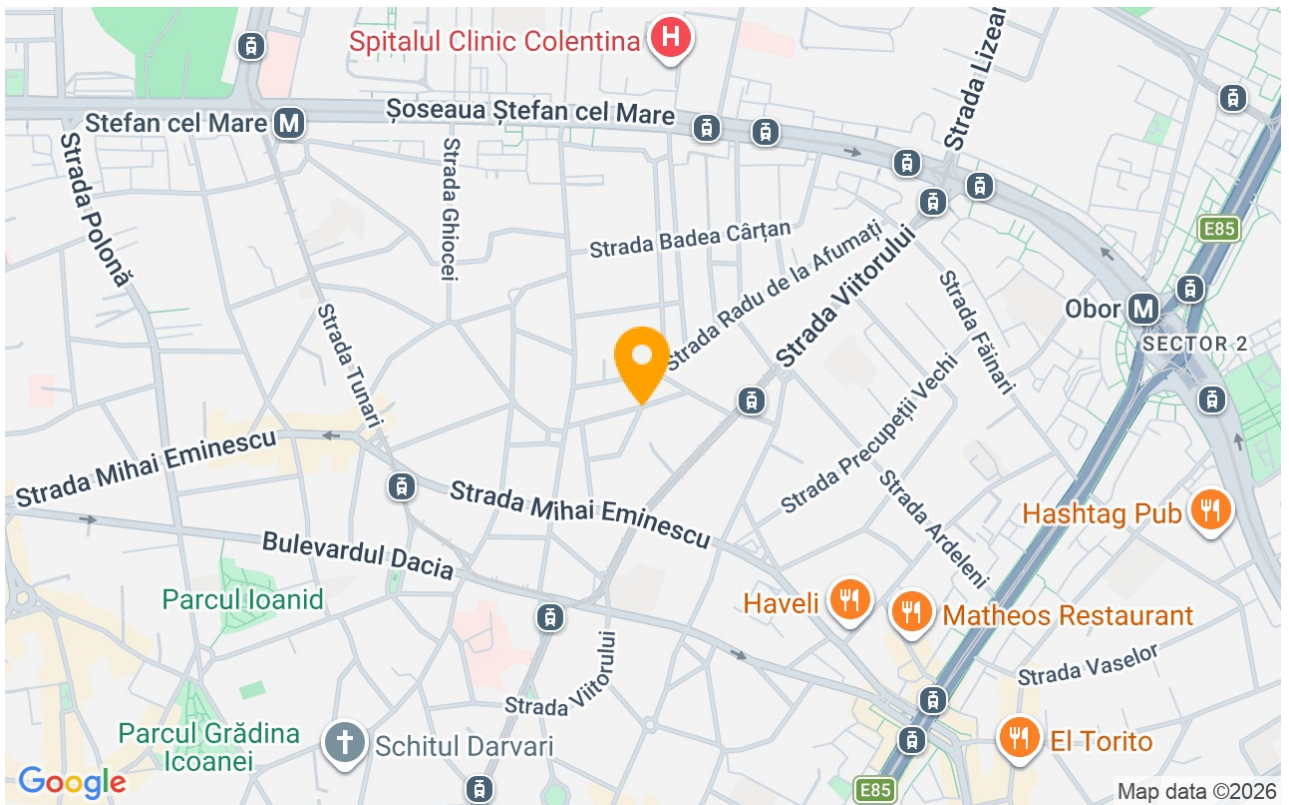 Spitalul Clinic Colentina
H
Strada Lizear
Șoseaua Ștefan cel Mare
Stefan cel Mare
M
Strada Polonă
Strada Ghiocei
Strada Badea Cârțan
Strada Radu de la Afumați
Strada Viitorului
E85
Strada Făinari
Obor
M
SECTOR 2
Strada Tunari
Strada Precupeții Vechi
Strada Mihai Eminescu
Strada Mihai Eminescu
Strada Ardeleni
Hashtag Pub
Bulevardul Dacia
Parcul Ioanid
Haveli
Matheos Restaurant
Strada Viitorului
Strada Vaselor
Parcul Grădina
Icoanei
Schitul Darvari
El Torito
Google
E85
Map data ©2026